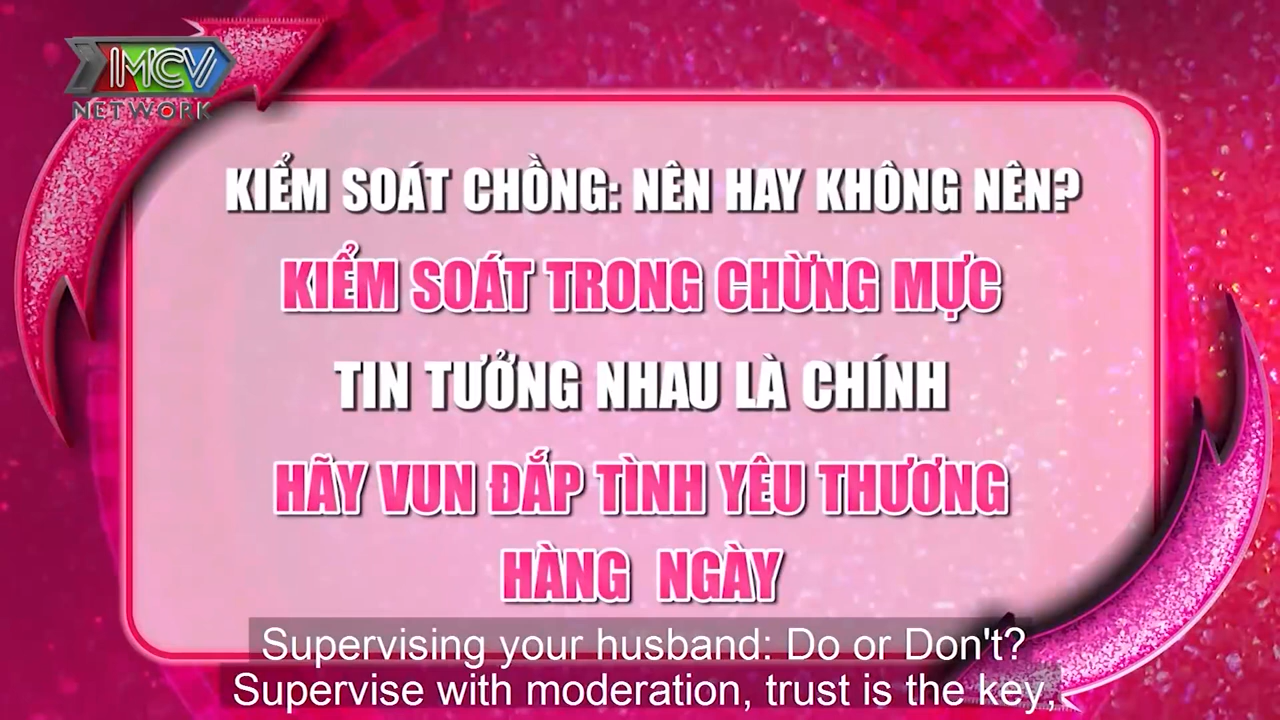 MCV
NETWORK
KIỂM SOÁT CHỒNG: NÊN HAY KHÔNG NÊN?
KIỂM SOÁT TRONG CHỪNG MỰC
TIN TƯỞNG NHAU LÀ CHÍNH
HÃY VUN ĐẮP TÌNH YÊU THƯƠNG
HÀNG NGÀY
Supervising your husband: Do or Don't?
Supervise with moderation, trust is the key,